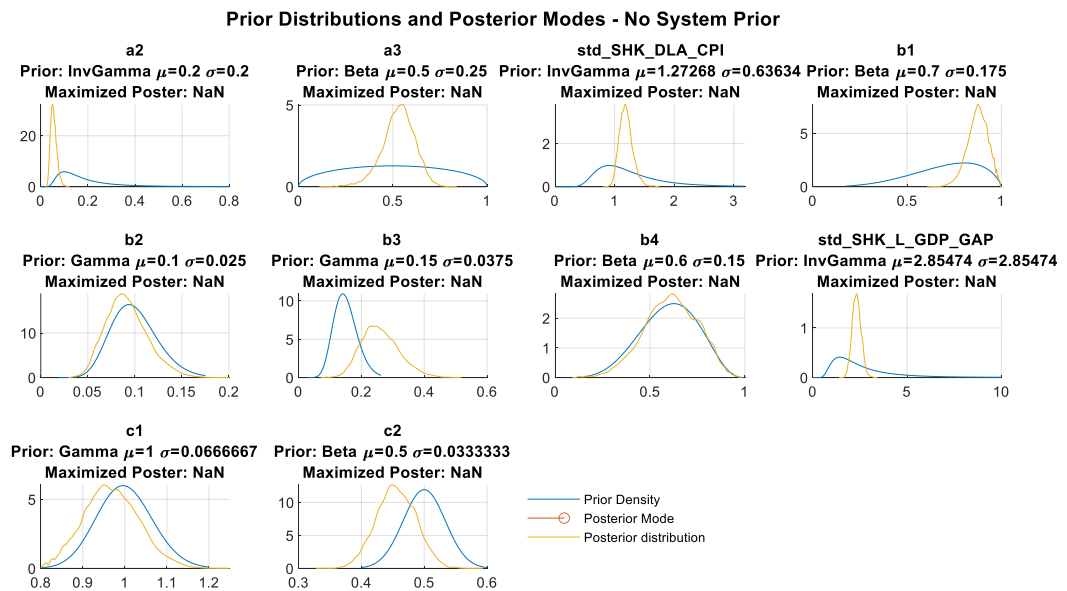 Prior Distributions and Posterior Modes - No System Prior
a2
Prior: InvGamma μ=0.2 σ=0.2
Maximized Poster: NaN
20
0
0 0.2 0.4 0.6 0.8
a3
Prior: Beta μ=0.5 σ=0.25
Maximized Poster: NaN
5
0
0 0.5 1
std_SHK_DLA_CPI
Prior: InvGamma μ=1.27268 σ=0.63634
Maximized Poster: NaN
2
0
0 1 2 3
b1
Prior: Beta μ=0.7 σ=0.175
Maximized Poster: NaN
5
0
0 0.5 1
b2
Prior: Gamma μ=0.1 σ=0.025
Maximized Poster: NaN
10
0
0 0.05 0.1 0.15 0.2
b3
Prior: Gamma μ=0.15 σ=0.0375
Maximized Poster: NaN
10
5
0
0 0.2 0.4 0.6
b4
Prior: Beta μ=0.6 σ=0.15
Maximized Poster: NaN
2
1
0
0 0.5 1
std_SHK_L_GDP_GAP
Prior: InvGamma μ=2.85474 σ=2.85474
Maximized Poster: NaN
1
0
0 5 10
c1
Prior: Gamma μ=1 σ=0.0666667
Maximized Poster: NaN
5
0
0.8 0.9 1 1.1 1.2
c2
Prior: Beta μ=0.5 σ=0.0333333
Maximized Poster: NaN
10
5
0
0.3 0.4 0.5 0.6
Prior Density
Posterior Mode
Posterior distribution